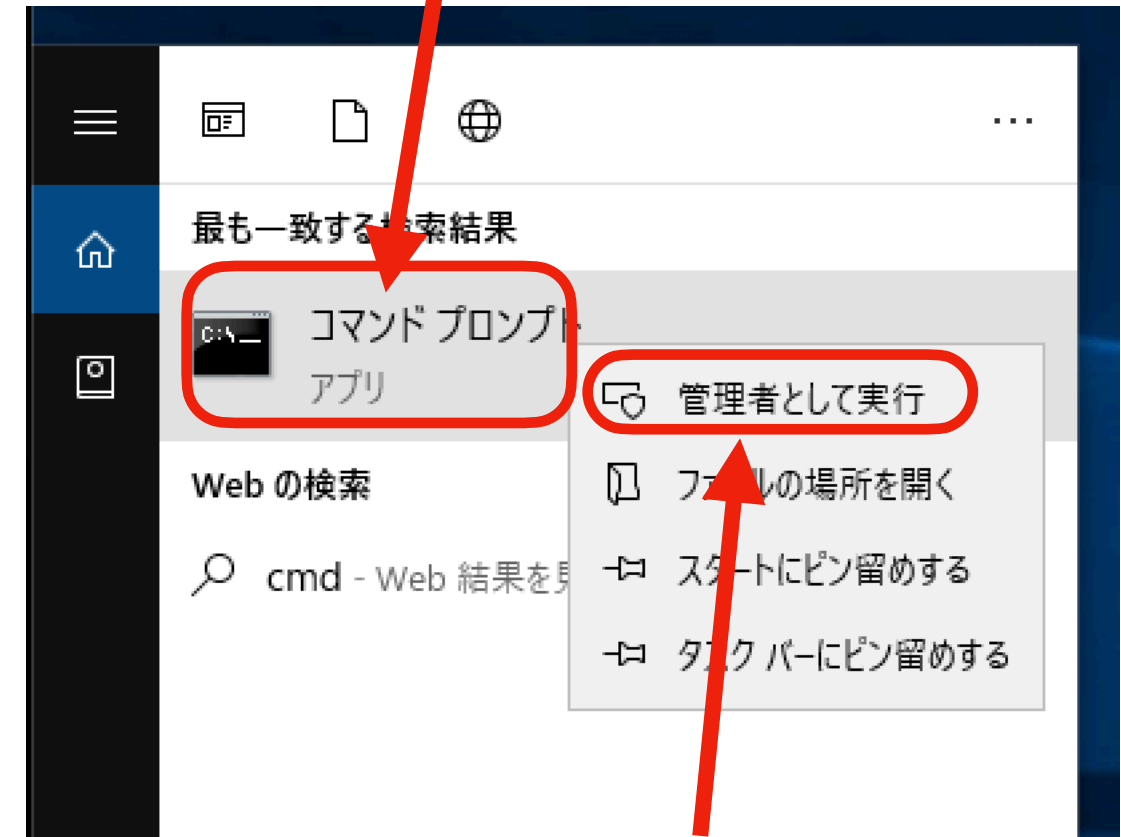 最も一致する検索結果
C:\
コマンド プロンプト
アプリ
管理者として実行
Web の検索
ファイルの場所を開く
cmd - Web 結果を
スタートにピン留めする
タスク バーにピン留めする